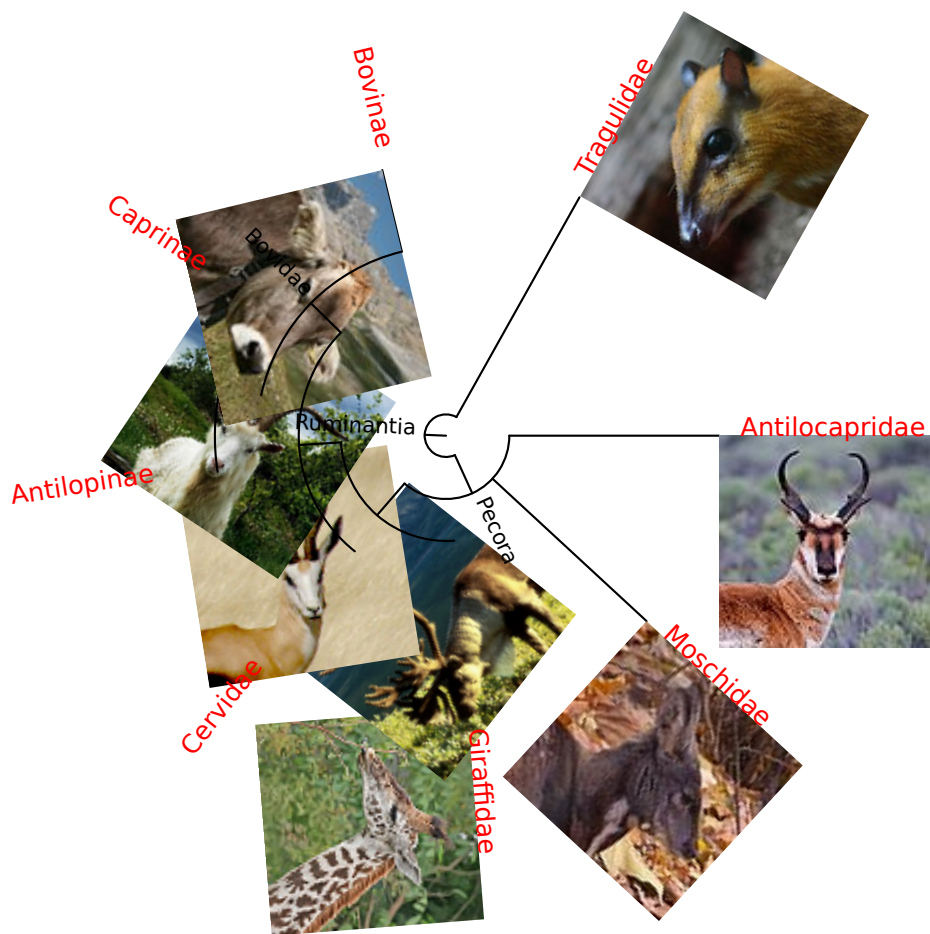 Bovinae
Tragulidae
Caprinae
Bovidae
Ruminantia
Antilocapridae
Antilopinae
Pecora
Moschidae
Cervidae
Giraffidae